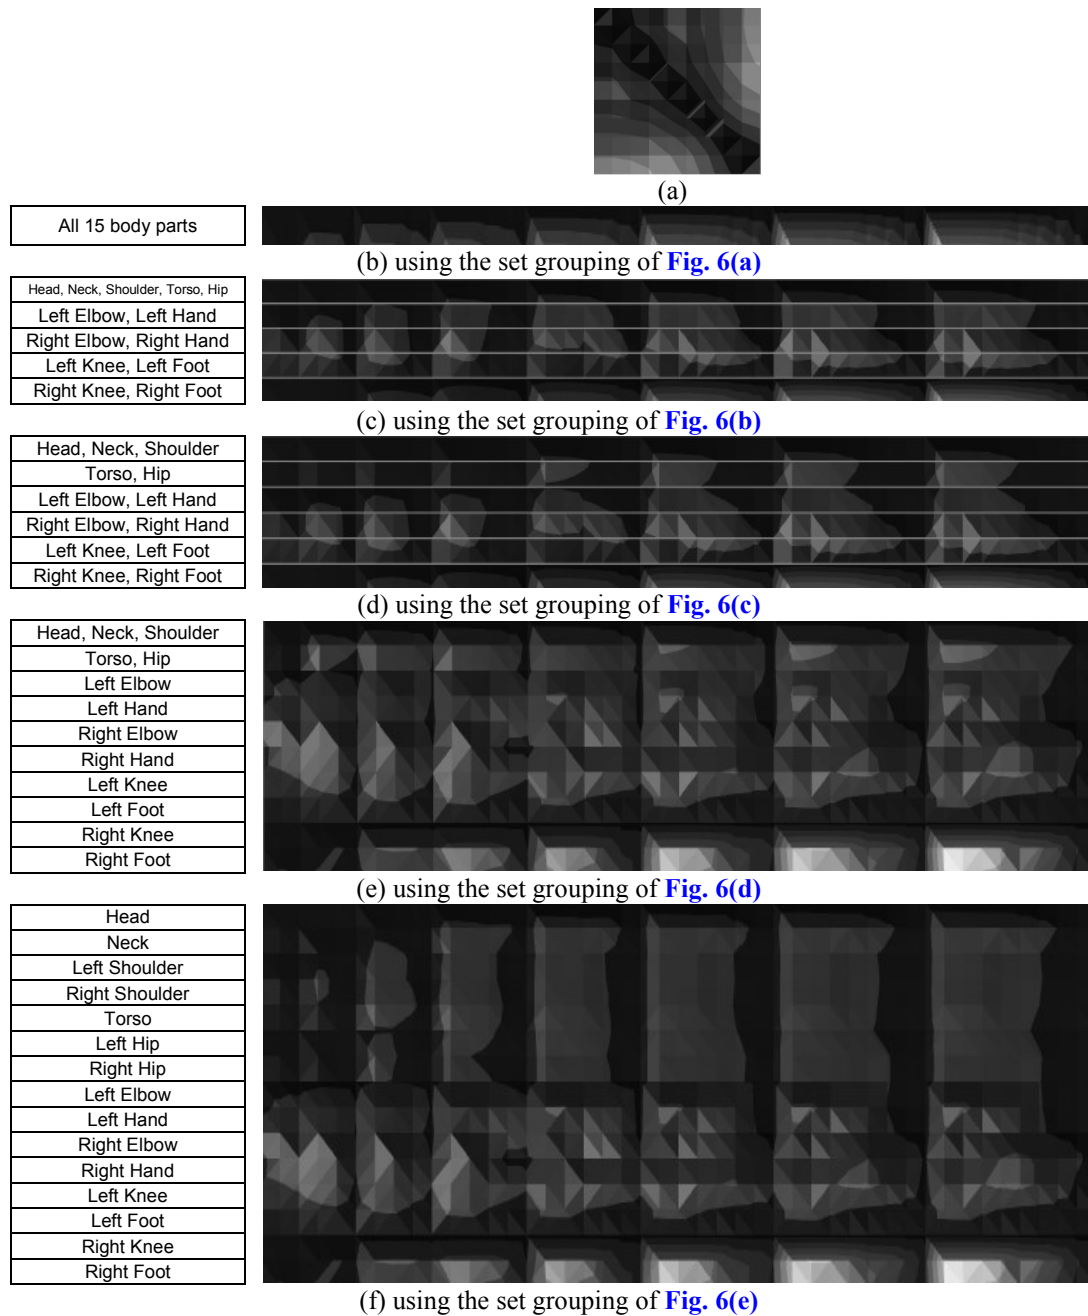 (a)
All 15 body parts
(b) using the set grouping of Fig. 6(a)
Head, Neck, Shoulder, Torso, Hip
Left Elbow, Left Hand
Right Elbow, Right Hand
Left Knee, Left Foot
Right Knee, Right Foot
(c) using the set grouping of Fig. 6(b)
Head, Neck, Shoulder
Torso, Hip
Left Elbow, Left Hand
Right Elbow, Right Hand
Left Knee, Left Foot
Right Knee, Right Foot
(d) using the set grouping of Fig. 6(c)
Head, Neck, Shoulder
Torso, Hip
Left Elbow
Left Hand
Right Elbow
Right Hand
Left Knee
Left Foot
Right Knee
Right Foot
(e) using the set grouping of Fig. 6(d)
Head
Neck
Left Shoulder
Right Shoulder
Torso
Left Hip
Right Hip
Left Elbow
Left Hand
Right Elbow
Right Hand
Left Knee
Left Foot
Right Knee
Right Foot
(f) using the set grouping of Fig. 6(e)